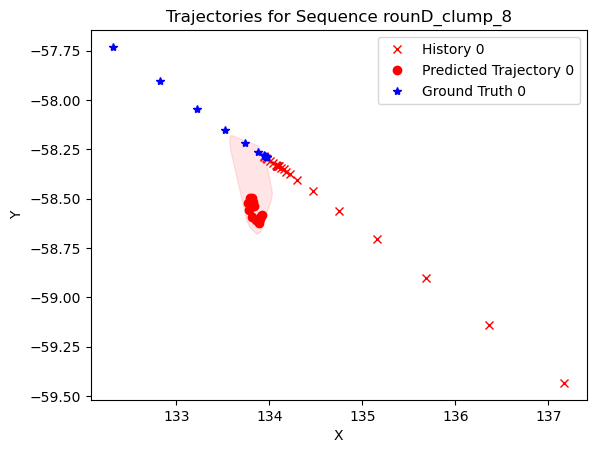 Trajectories for Sequence rounD_clump_8
History 0
Predicted Trajectory 0
Ground Truth 0
−57.75
−58.00
−58.25
−58.50
−58.75
−59.00
−59.25
−59.50
Y
133 134 135 136 137
X